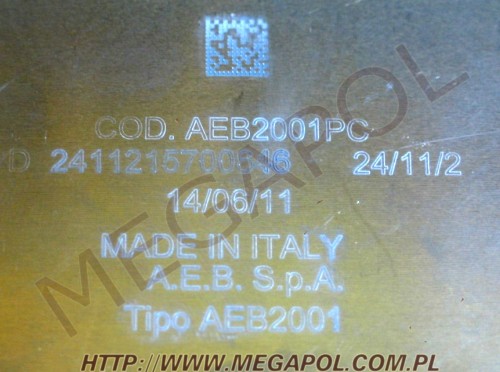 COD. AEB2001PC
D 24/11/2
14/06/11
MADE IN ITALY
A.E.B. S.p.A.
Tipo AEB2001
MEGAPOL
HTTP://WWW.MEGAPOL.COM.PL